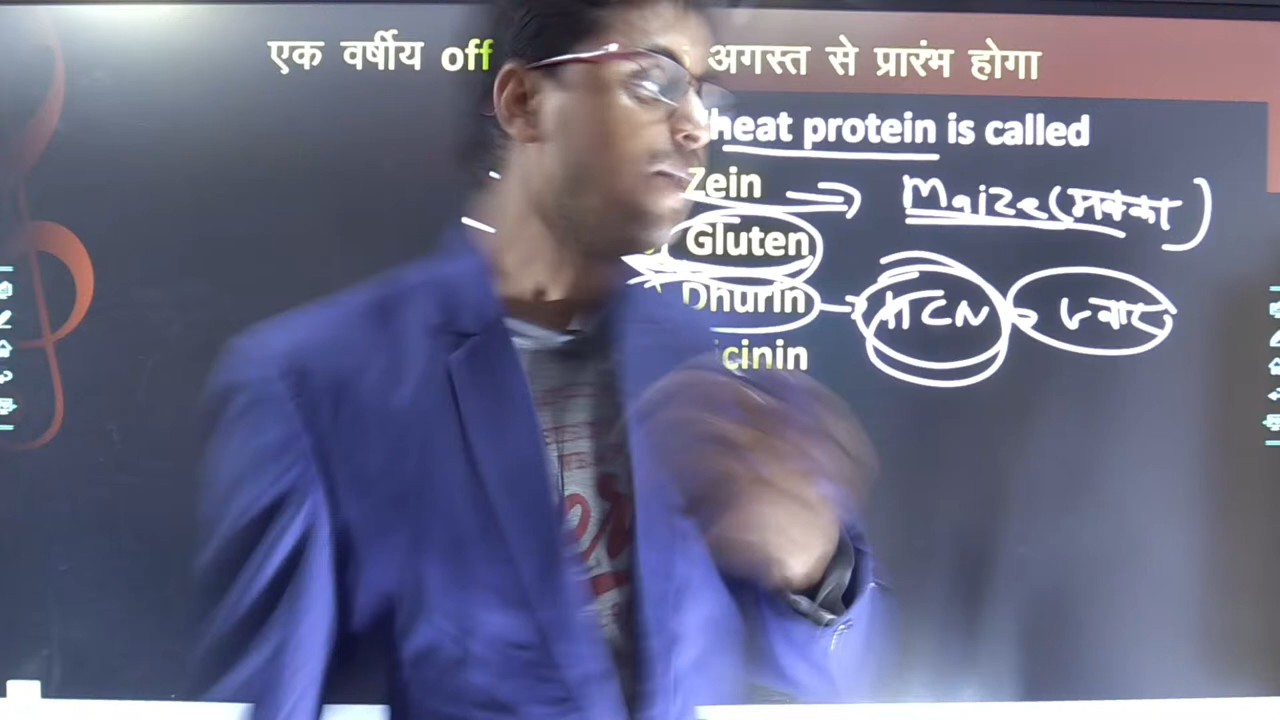 एक वर्षीय off अगस्त से प्रारंभ होगा
heat protein is called
Zein → Maize (मक्का)
Gluten
Dhurin → HCN
icinin